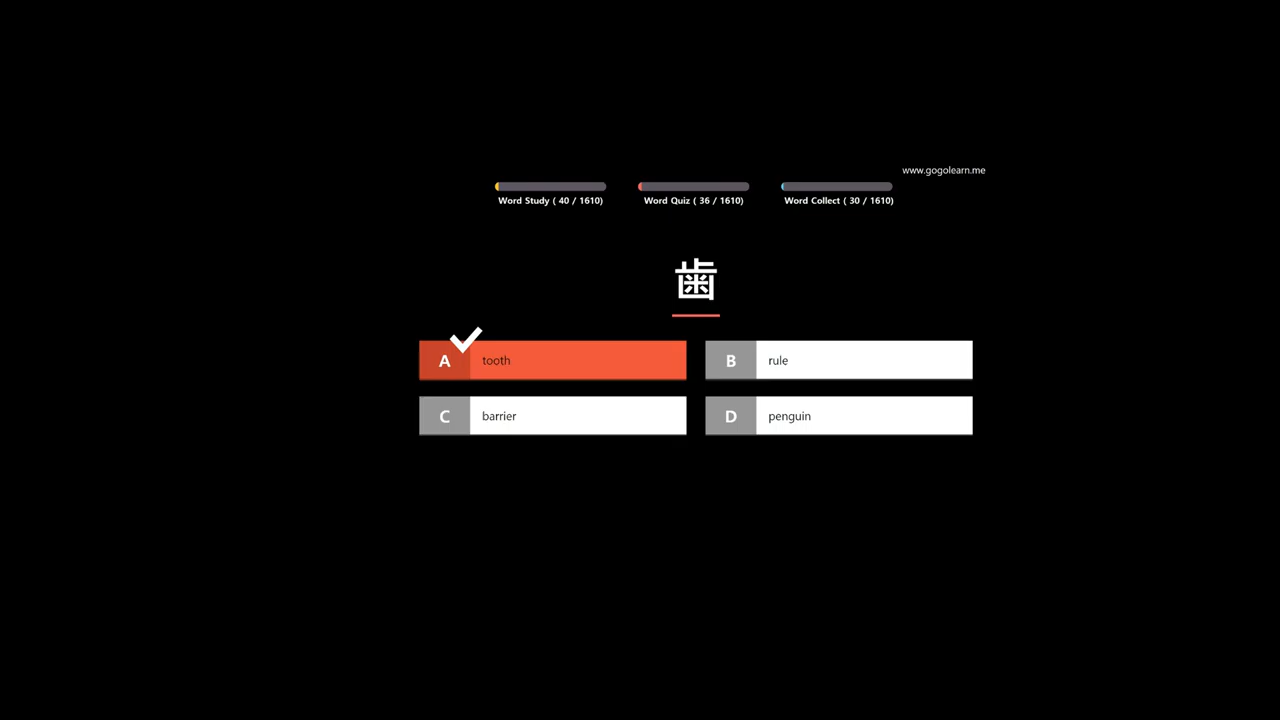 www.gogolearn.me
Word Study ( 40 / 1610)
Word Quiz ( 36 / 1610)
Word Collect ( 30 / 1610)
歯
A tooth
B rule
C barrier
D penguin